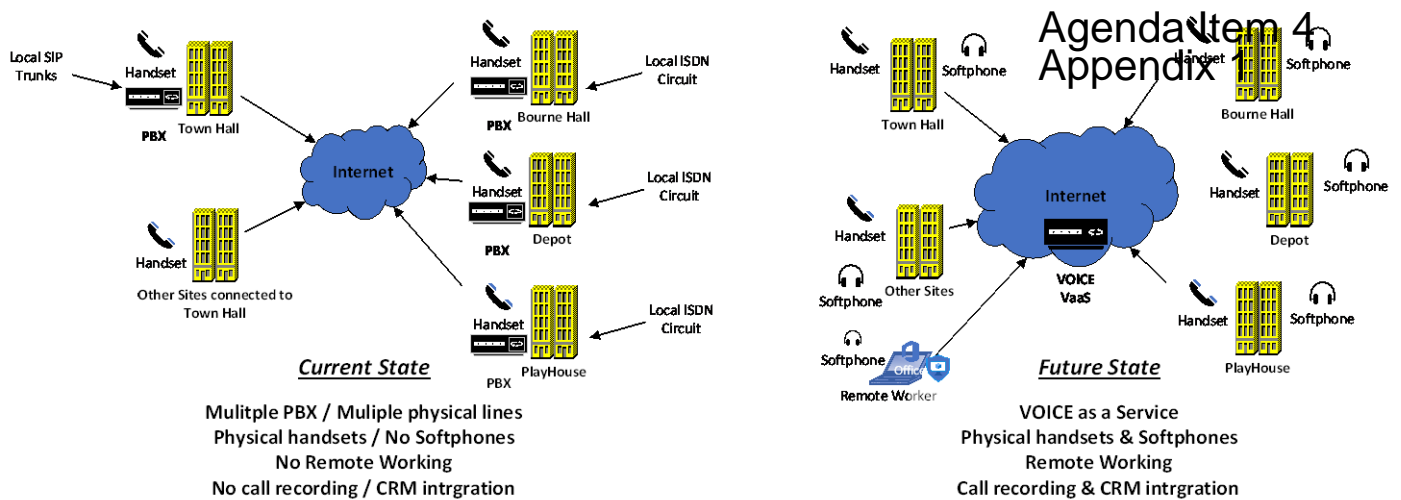 Agenda Item 4
Appendix 1
Local SIP
Trunks
Handset
PBX
Town Hall
Handset
PBX
Bourne Hall
Local ISDN
Circuit
Internet
Handset
PBX
Depot
Local ISDN
Circuit
Handset
Other Sites connected to
Town Hall
Handset
PBX
PlayHouse
Local ISDN
Circuit
Current State
Mulitple PBX / Muliple physical lines
Physical handsets / No Softphones
No Remote Working
No call recording / CRM intrgration
Handset
Softphone
Town Hall
Handset
Softphone
Bourne Hall
Internet
VOICE
VaaS
Handset
Softphone
Depot
Handset
Softphone
Other Sites
Softphone
Office
Remote Worker
Handset
Softphone
PlayHouse
Future State
VOICE as a Service
Physical handsets & Softphones
Remote Working
Call recording & CRM intrgration